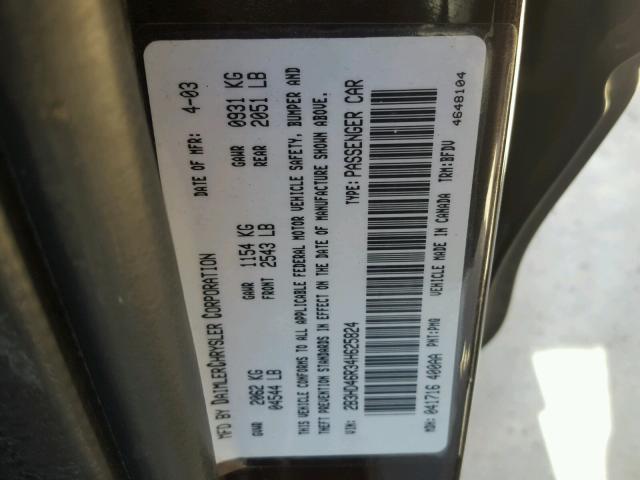 MFD BY DAIMLERCHRYSLER CORPORATION DATE OF MFR: 4-03
GVWR 2062 KG GAWR 1154 KG GAWR 0931 KG
04544 LB FRONT 2543 LB REAR 2051 LB
THIS VEHICLE CONFORMS TO ALL APPLICABLE FEDERAL MOTOR VEHICLE SAFETY, BUMPER AND
THEFT PREVENTION STANDARDS IN EFFECT ON THE DATE OF MANUFACTURE SHOWN ABOVE.
VIN: 2B3HD46R34H625824 TYPE: PASSENGER CAR
MDH: 041716 400AA PNT: VEHICLE MADE IN CANADA TRM:BFDV
4648104